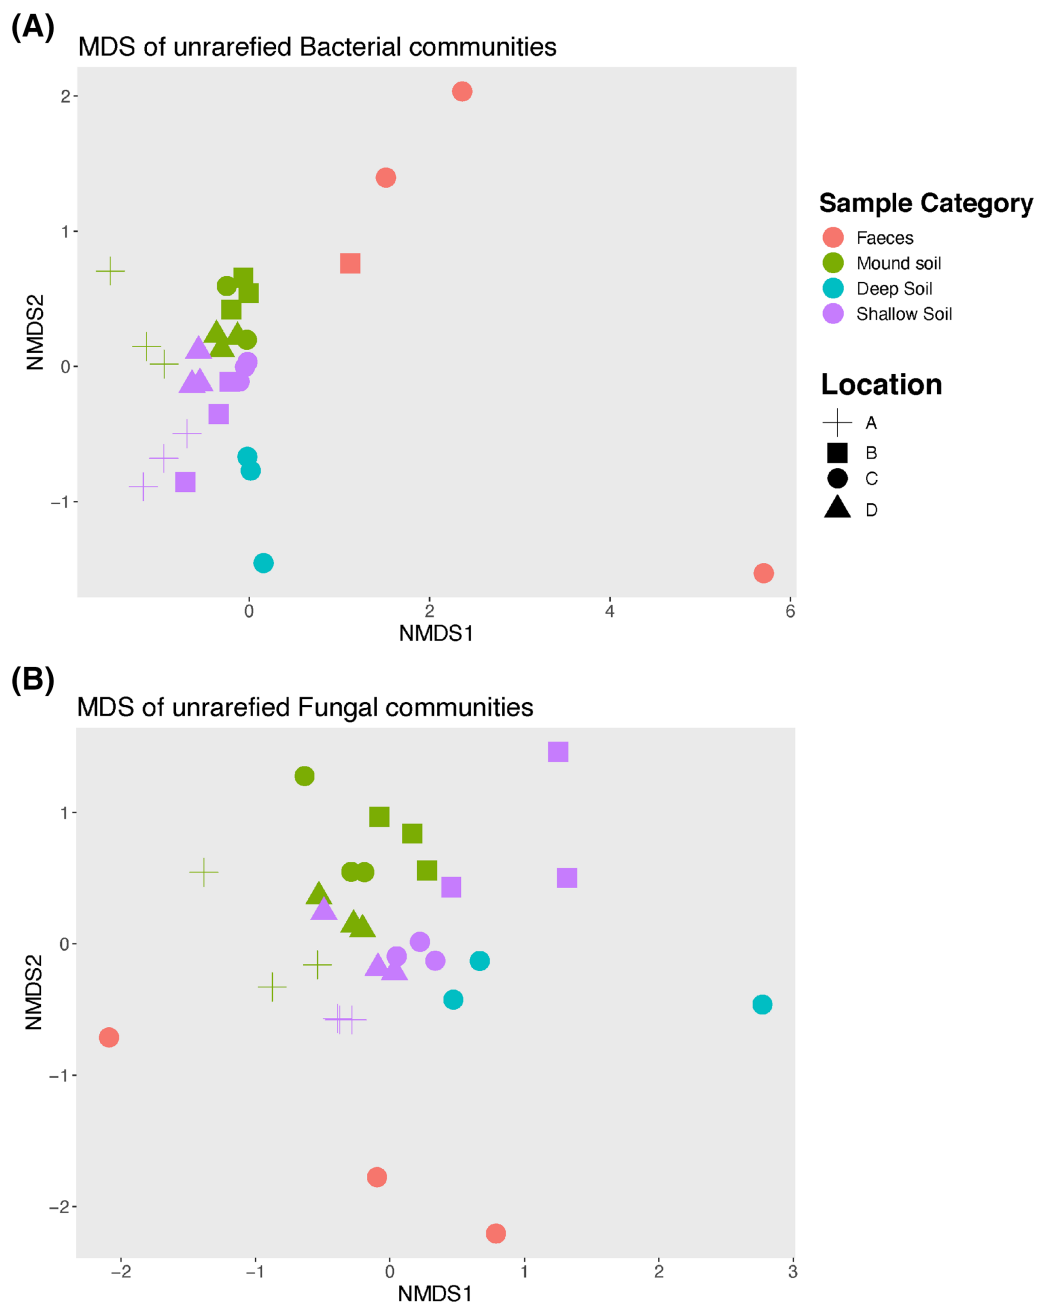 (A)
MDS of unrarefied Bacterial communities
2
1
0
−1
NMDS2
0
2
4
6
NMDS1
Sample Category
Faeces
Mound soil
Deep Soil
Shallow Soil
Location
A
B
C
D
(B)
MDS of unrarefied Fungal communities
1
0
−1
−2
NMDS2
−2
−1
0
1
2
3
NMDS1